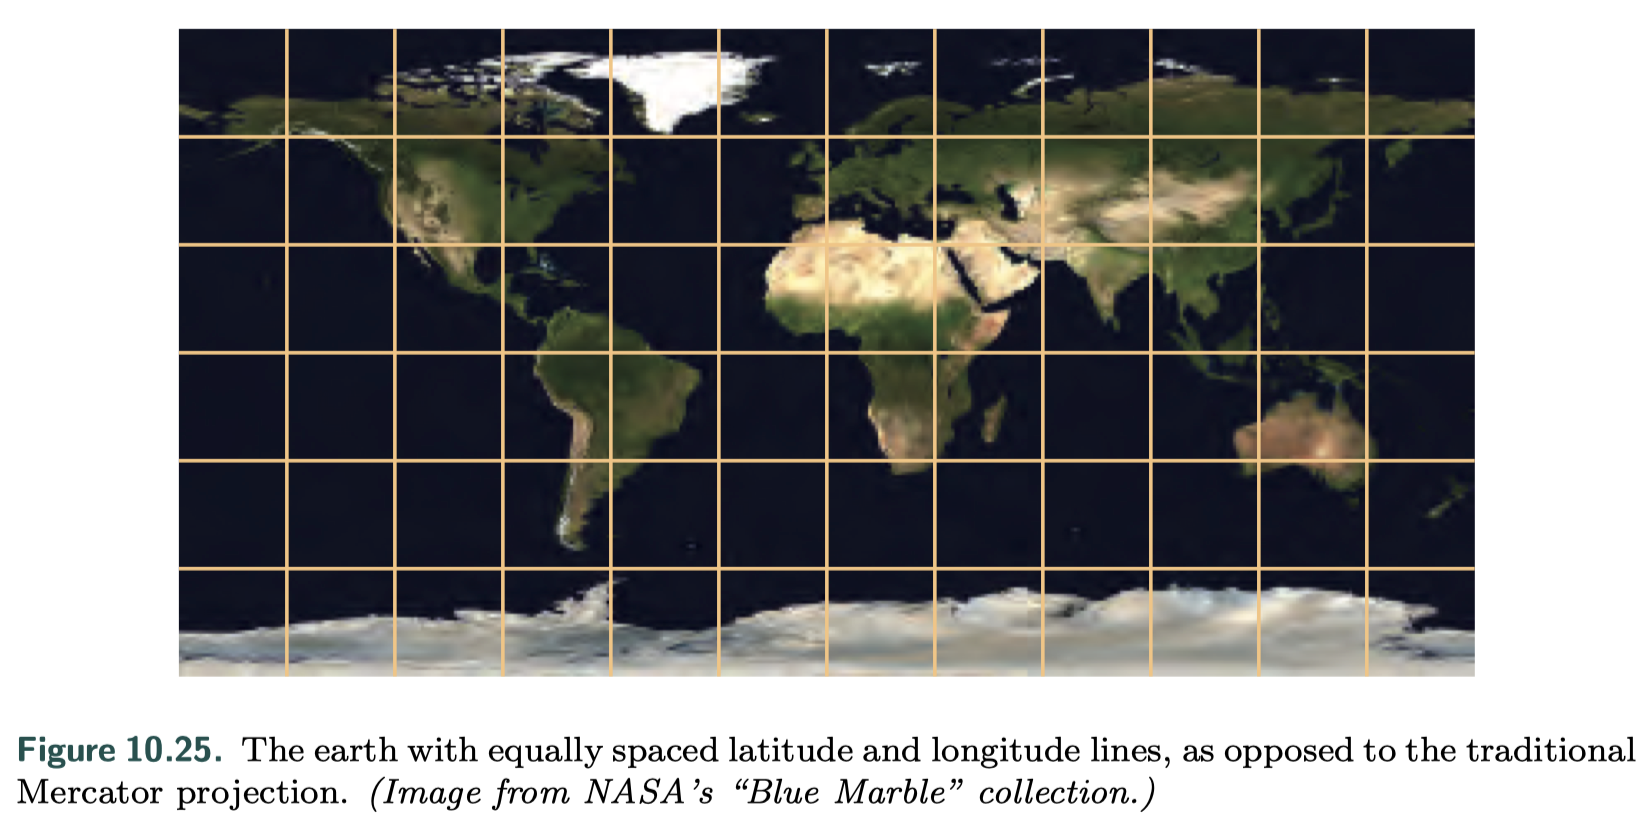 Figure 10.25. The earth with equally spaced latitude and longitude lines, as opposed to the traditional
Mercator projection. (Image from NASA's “Blue Marble” collection.)